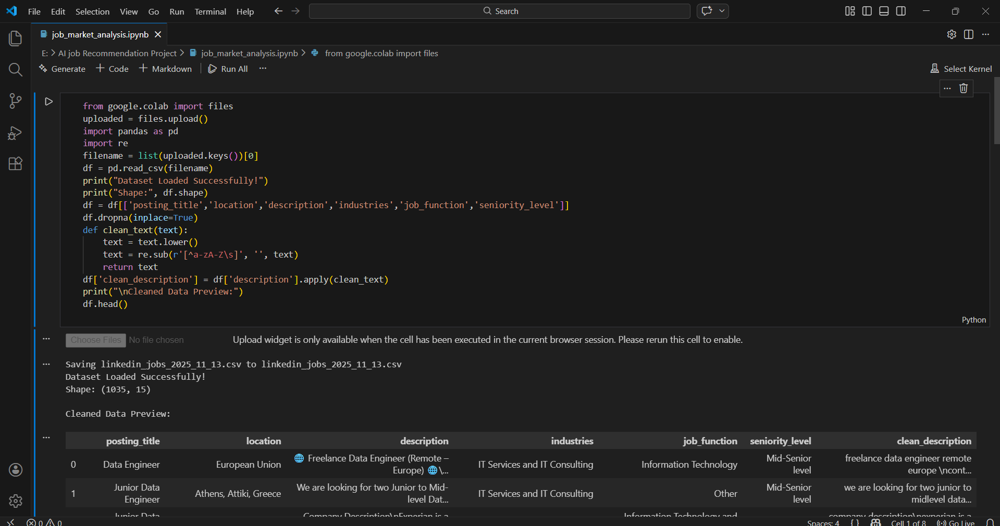 File Edit Selection View Go Run Terminal Help Search
job_market_analysis.ipynb
E: > AI job Recommendation Project > job_market_analysis.ipynb > from google.colab import files
Generate + Code + Markdown Run All ... Select Kernel
from google.colab import files
uploaded = files.upload()
import pandas as pd
import re
filename = list(uploaded.keys())[0]
df = pd.read_csv(filename)
print("Dataset Loaded Successfully!")
print("Shape:", df.shape)
df = df[['posting_title','location','description','industries','job_function','seniority_level']]
df.dropna(inplace=True)
def clean_text(text):
    text = text.lower()
    text = re.sub(r'[^a-zA-Z\s]', '', text)
    return text
df['clean_description'] = df['description'].apply(clean_text)
print("\nCleaned Data Preview:")
df.head()
Python
Choose Files No file chosen Upload widget is only available when the cell has been executed in the current browser session. Please rerun this cell to enable.
Saving linkedin_jobs_2025_11_13.csv to linkedin_jobs_2025_11_13.csv
Dataset Loaded Successfully!
Shape: (1035, 15)
Cleaned Data Preview:
posting_title location description industries job_function seniority_level clean_description
0 Data Engineer European Union 🌐 Freelance Data Engineer (Remote – Europe) 🌐\... IT Services and IT Consulting Information Technology Mid-Senior level freelance data engineer remote europe \ncont...
1 Junior Data Engineer Athens, Attiki, Greece We are looking for two Junior to Mid-level Dat... IT Services and IT Consulting Other Mid-Senior level we are looking for two junior to midlevel data...
Junior Data Company Description\nExperian is a Information Technology and company description\nexperian is a
0 0 Spaces: 4 {} Cell 1 of 8 Go Live